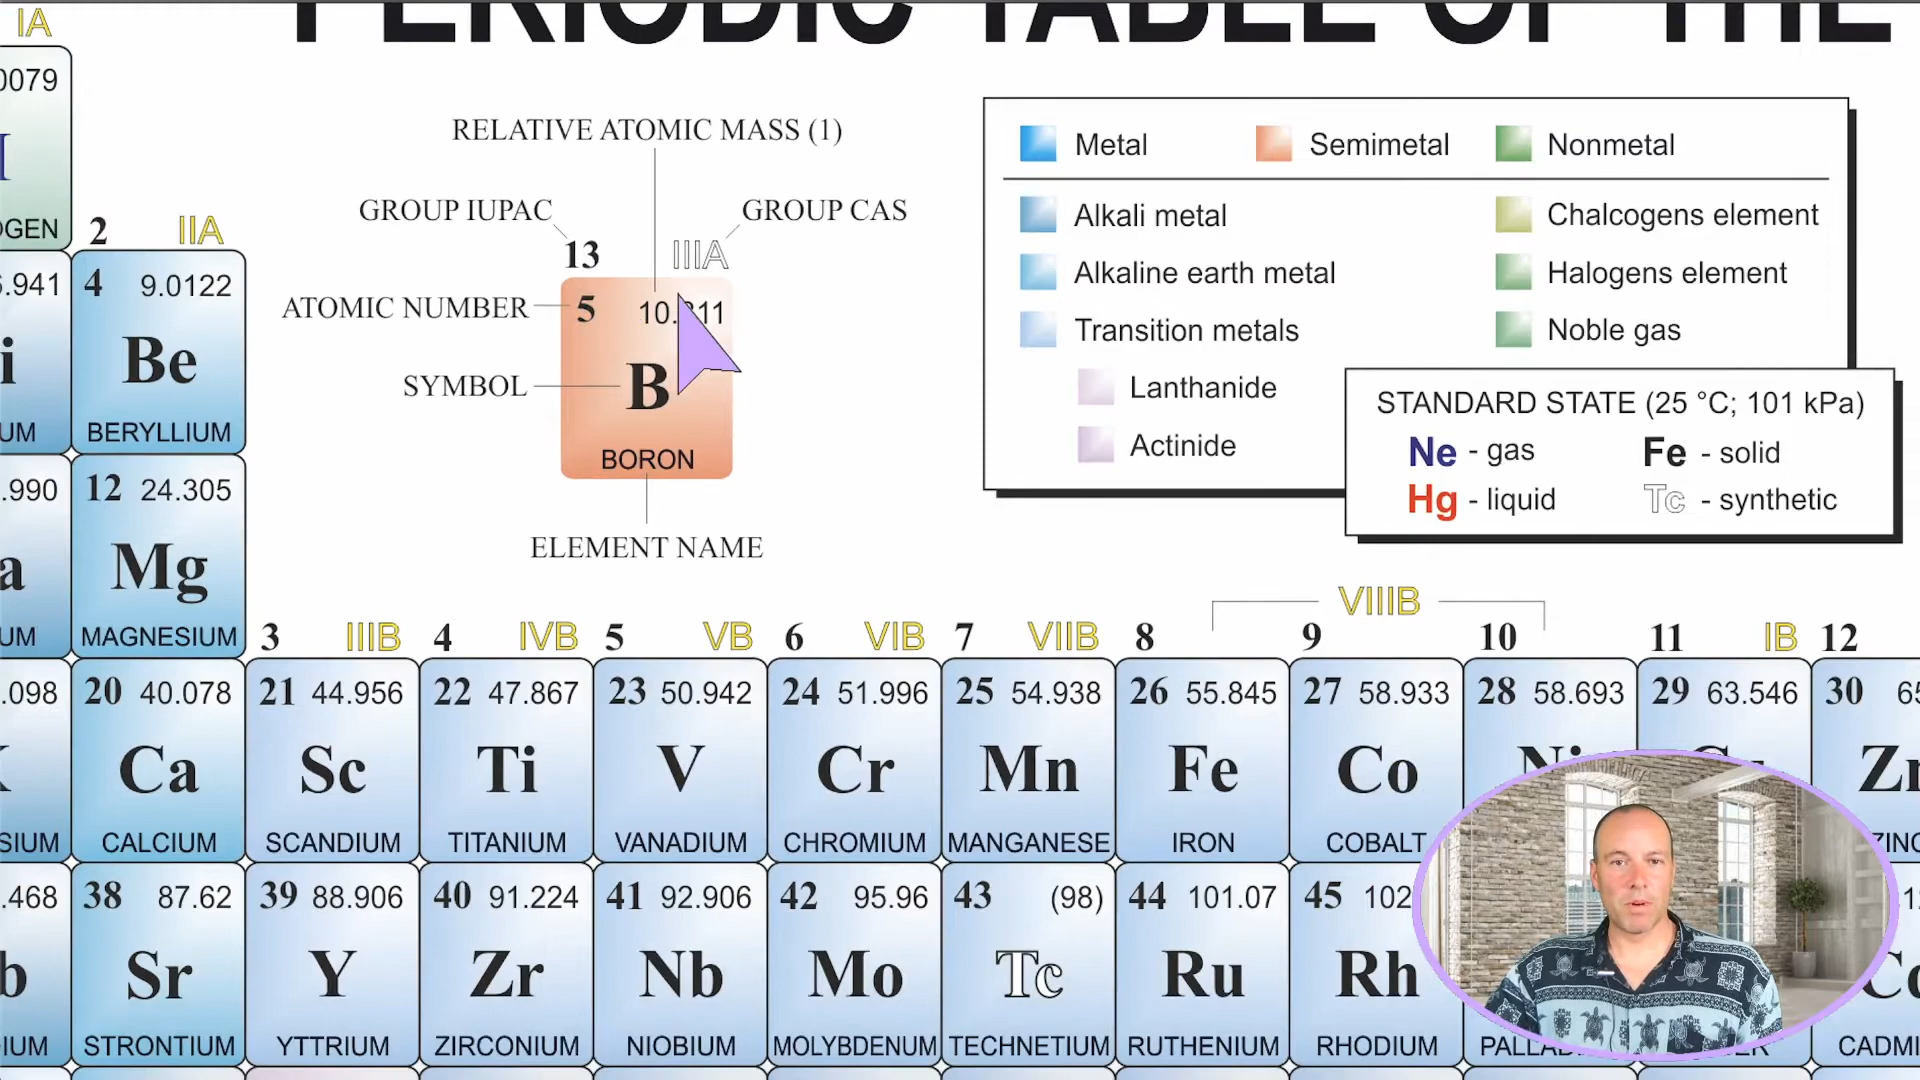 PERIODIC TABLE OF THE
IA
0079
OGEN
RELATIVE ATOMIC MASS (1)
GROUP IUPAC
GROUP CAS
13 IIIA
ATOMIC NUMBER
5
SYMBOL
B
BORON
ELEMENT NAME
Metal Semimetal Nonmetal
Alkali metal Chalcogens element
Alkaline earth metal Halogens element
Transition metals Noble gas
Lanthanide
Actinide
STANDARD STATE (25 °C; 101 kPa)
Ne - gas Fe - solid
Hg - liquid Tc - synthetic
2 IIA
.941 4 9.0122
i Be
UM BERYLLIUM
.990 12 24.305
a Mg
UM MAGNESIUM
VIIIB
3 IIIB 4 IVB 5 VB 6 VIB 7 VIIB 8 9 10 11 IB 12
.098 20 40.078 21 44.956 22 47.867 23 50.942 24 51.996 25 54.938 26 55.845 27 58.933 28 58.693 29 63.546 30 65
K Ca Sc Ti V Cr Mn Fe Co Ni Zn
SIUM CALCIUM SCANDIUM TITANIUM VANADIUM CHROMIUM MANGANESE IRON COBALT ZINC
.468 38 87.62 39 88.906 40 91.224 41 92.906 42 95.96 43 (98) 44 101.07 45 102
b Sr Y Zr Nb Mo Tc Ru Rh Cd
IUM STRONTIUM YTTRIUM ZIRCONIUM NIOBIUM MOLYBDENUM TECHNETIUM RUTHENIUM RHODIUM PALLAD CADMI